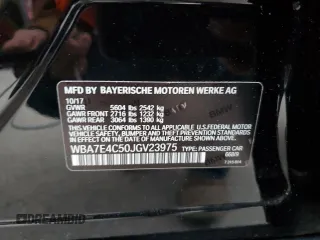 MFD BY BAYERISCHE MOTOREN WERKE AG
10/17
GVWR 5604 lbs 2542 kg
GAWR FRONT 2716 lbs 1232 kg
GAWR REAR 3064 lbs 1390 kg
THIS VEHICLE CONFORMS TO ALL APPLICABLE FEDERAL
MOTOR VEHICLE SAFETY, BUMPER, AND THEFT
PREVENTION STANDARDS IN EFFECT ON THE DATE OF
MANUFACTURE SHOWN ABOVE.
WBA7E4C50JGV23975 TYPE: PASSENGER CAR
© DREAMBID